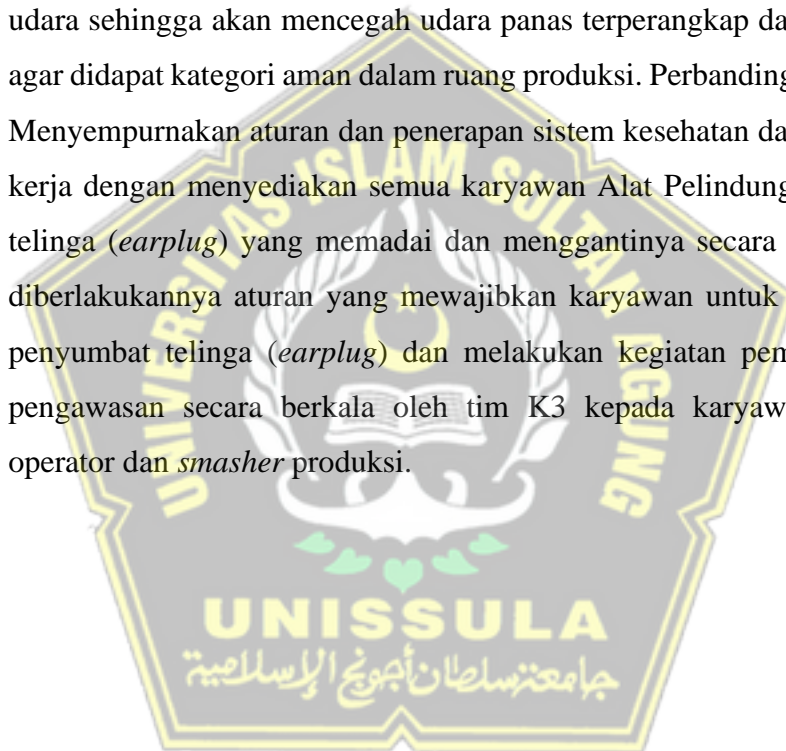 udara sehingga akan mencegah udara panas terperangkap da
agar didapat kategori aman dalam ruang produksi. Perbanding
Menyempurnakan aturan dan penerapan sistem kesehatan da
kerja dengan menyediakan semua karyawan Alat Pelindung
telinga (earplug) yang memadai dan menggantinya secara
diberlakukannya aturan yang mewajibkan karyawan untuk
penyumbat telinga (earplug) dan melakukan kegiatan pem
pengawasan secara berkala oleh tim K3 kepada karyaw
operator dan smasher produksi.
UNIVERSITAS ISLAM SULTAN AGUNG
UNISSULA
جامعة سلطان أجونج الإسلامية